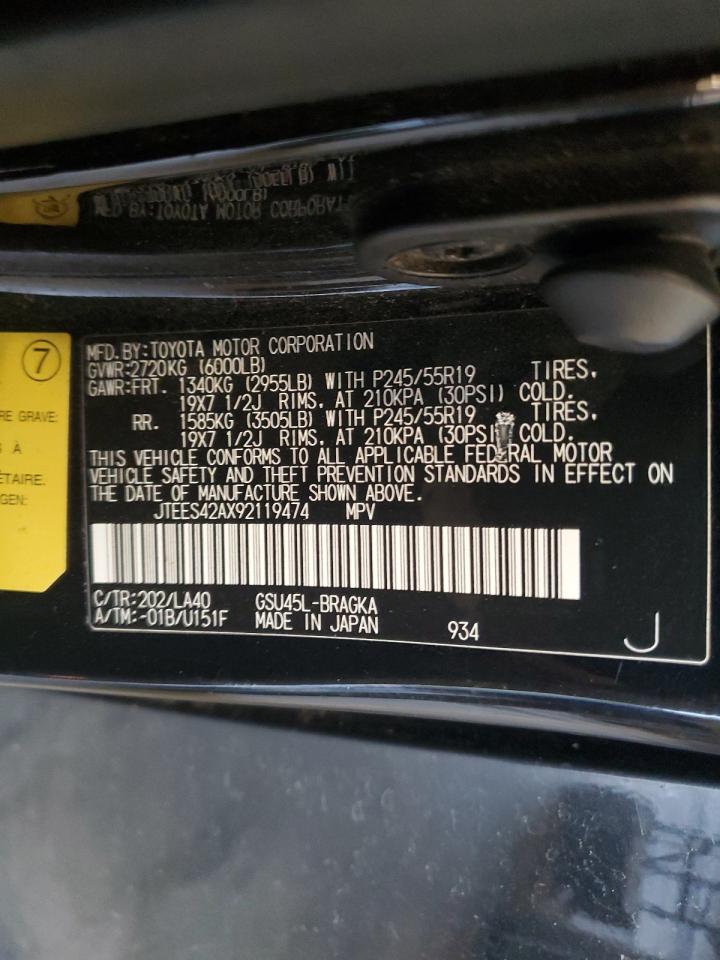 MFD.BY:TOYOTA MOTOR CORPORATION
GVWR:2720KG (6000LB)
GAWR:FRT. 1340KG (2955LB) WITH P245/55R19 TIRES,
19X7 1/2J RIMS, AT 210KPA (30PSI) COLD.
RR. 1585KG (3505LB) WITH P245/55R19 TIRES,
19X7 1/2J RIMS, AT 210KPA (30PSI) COLD.
THIS VEHICLE CONFORMS TO ALL APPLICABLE FEDERAL MOTOR
VEHICLE SAFETY AND THEFT PREVENTION STANDARDS IN EFFECT ON
THE DATE OF MANUFACTURE SHOWN ABOVE.
JTEES42AX92119474 MPV
C/TR:202/LA40 GSU45L-BRAGKA
A/TM:-01B/U151F MADE IN JAPAN 934 J
7
RE GRAVE:
À
ÉTAIRE.
GEN: